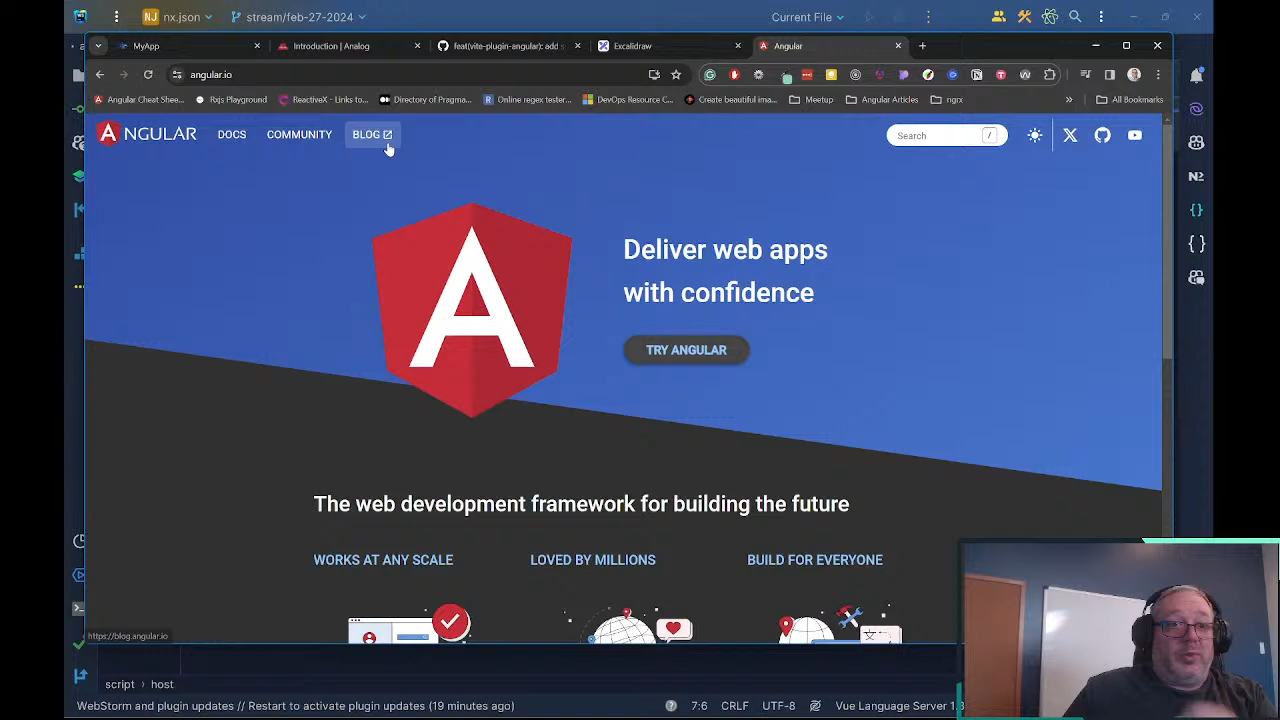 NJ nx.json stream/feb-27-2024 Current File
MyApp Introduction | Analog feat(vite-plugin-angular): add s Excalidraw Angular
angular.io
Angular Cheat Shee... Rxjs Playground ReactiveX - Links to... Directory of Pragma... Online regex tester... DevOps Resource C... Create beautiful ima... Meetup Angular Articles ngrx » All Bookmarks
ANGULAR DOCS COMMUNITY BLOG Search /
Deliver web apps
with confidence
TRY ANGULAR
The web development framework for building the future
WORKS AT ANY SCALE LOVED BY MILLIONS BUILD FOR EVERYONE
https://blog.angular.io
script › host
WebStorm and plugin updates // Restart to activate plugin updates (19 minutes ago) 7:6 CRLF UTF-8 Vue Language Server